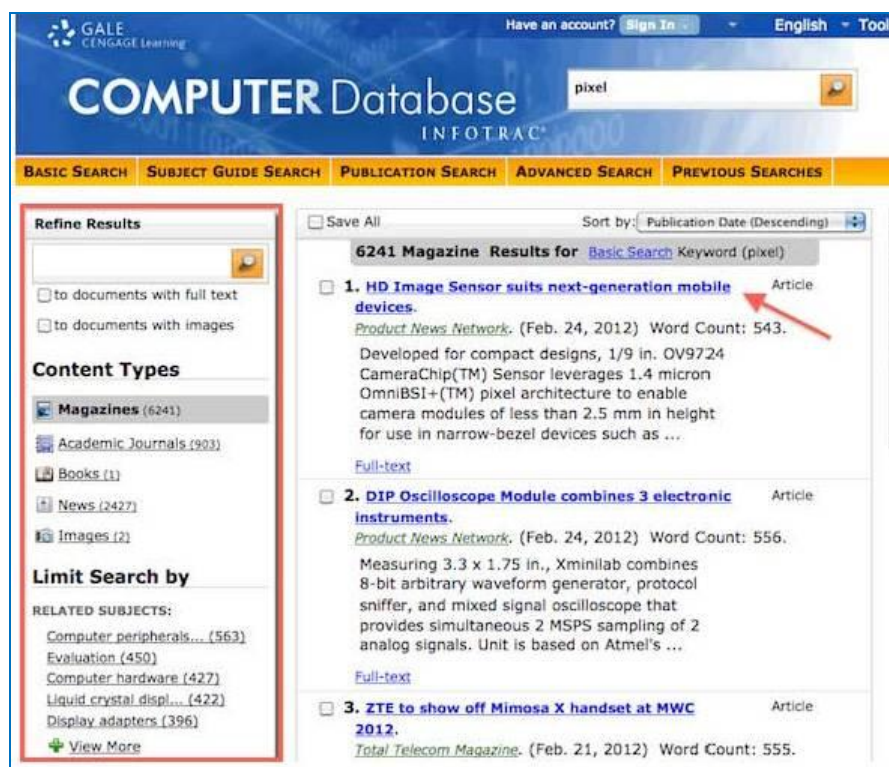 GALE
CENGAGE Learning
Have an account? Sign In
English
Tool
COMPUTER Database
INFOTRAC
pixel
BASIC SEARCH SUBJECT GUIDE SEARCH PUBLICATION SEARCH ADVANCED SEARCH PREVIOUS SEARCHES
Refine Results
to documents with full text
to documents with images
Content Types
Magazines (6241)
Academic Journals (903)
Books (1)
News (2427)
Images (2)
Limit Search by
RELATED SUBJECTS:
Computer peripherals... (563)
Evaluation (450)
Computer hardware (427)
Liquid crystal displ... (422)
Display adapters (396)
View More
Save All
Sort by: Publication Date (Descending)
6241 Magazine Results for Basic Search Keyword (pixel)
1. HD Image Sensor suits next-generation mobile Article
devices.
Product News Network. (Feb. 24, 2012) Word Count: 543.
Developed for compact designs, 1/9 in. OV9724
CameraChip(TM) Sensor leverages 1.4 micron
OmniBSI+(TM) pixel architecture to enable
camera modules of less than 2.5 mm in height
for use in narrow-bezel devices such as ...
Full-text
2. DIP Oscilloscope Module combines 3 electronic Article
instruments.
Product News Network. (Feb. 24, 2012) Word Count: 556.
Measuring 3.3 x 1.75 in., Xminilab combines
8-bit arbitrary waveform generator, protocol
sniffer, and mixed signal oscilloscope that
provides simultaneous 2 MSPS sampling of 2
analog signals. Unit is based on Atmel's ...
Full-text
3. ZTE to show off Mimosa X handset at MWC Article
2012.
Total Telecom Magazine. (Feb. 21, 2012) Word Count: 555.